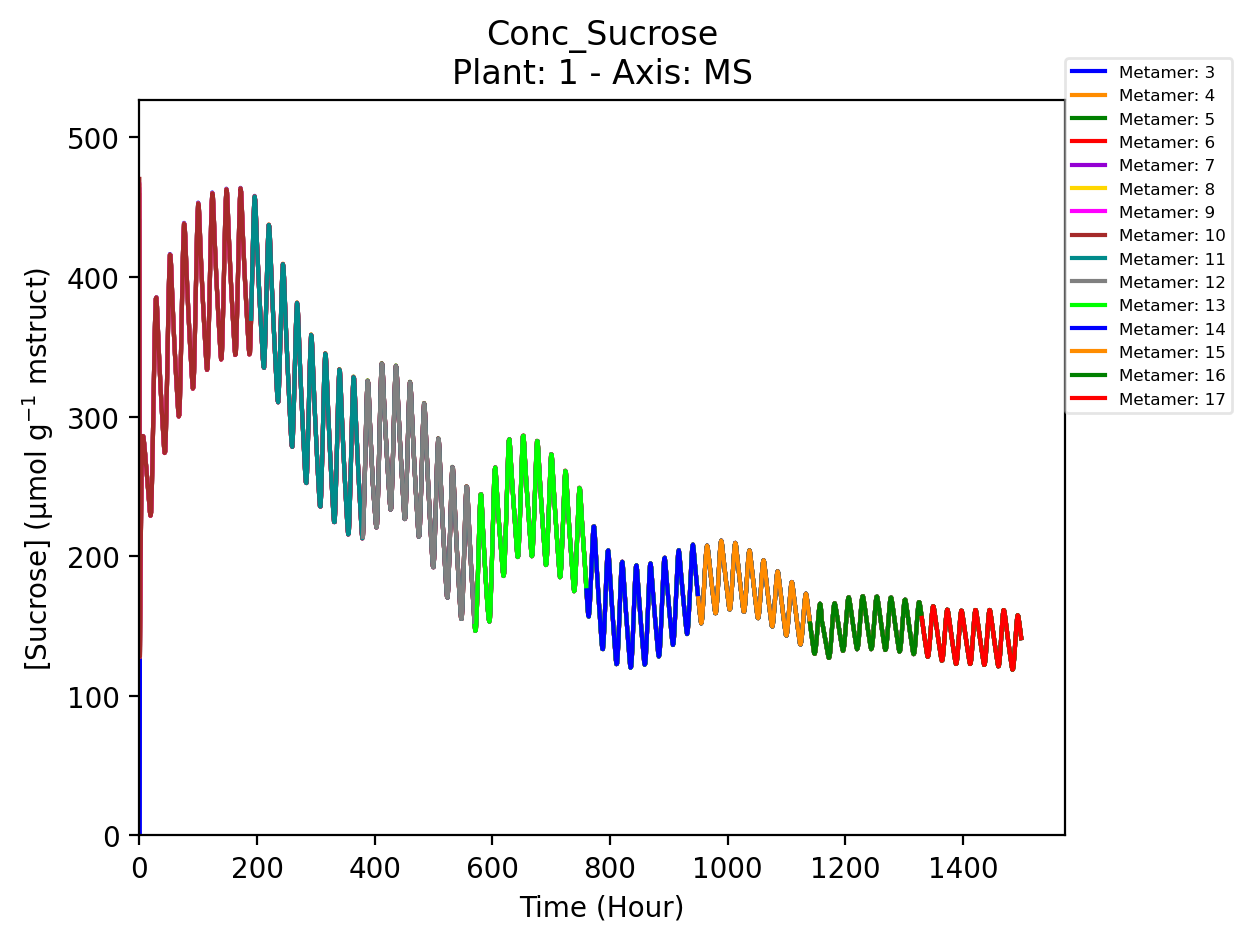 Conc_Sucrose
Plant: 1 - Axis: MS
Metamer: 3
Metamer: 4
Metamer: 5
Metamer: 6
Metamer: 7
Metamer: 8
Metamer: 9
Metamer: 10
Metamer: 11
Metamer: 12
Metamer: 13
Metamer: 14
Metamer: 15
Metamer: 16
Metamer: 17
[Sucrose] (µmol g⁻¹ mstruct)
500
400
300
200
100
0
0 200 400 600 800 1000 1200 1400
Time (Hour)